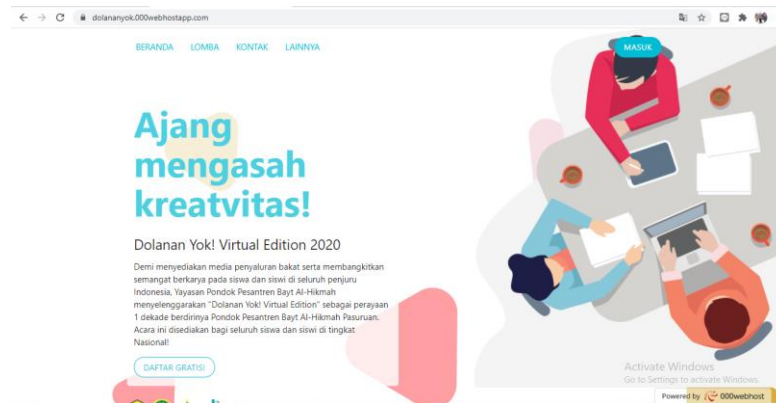 dolananyok.000webhostapp.com
BERANDA LOMBA KONTAK LAINNYA MASUK
Ajang
mengasah
kreatvitas!
Dolanan Yok! Virtual Edition 2020
Demi menyediakan media penyaluran bakat serta membangkitkan
semangat berkarya pada siswa dan siswi di seluruh penjuru
Indonesia, Yayasan Pondok Pesantren Bayt Al-Hikmah
menyelenggarakan "Dolanan Yok! Virtual Edition" sebagai perayaan
1 dekade berdirinya Pondok Pesantren Bayt Al-Hikmah Pasuruan.
Acara ini disediakan bagi seluruh siswa dan siswi di tingkat
Nasional!
DAFTAR GRATIS!
Activate Windows
Go to Settings to activate Windows.
Powered by 000webhost